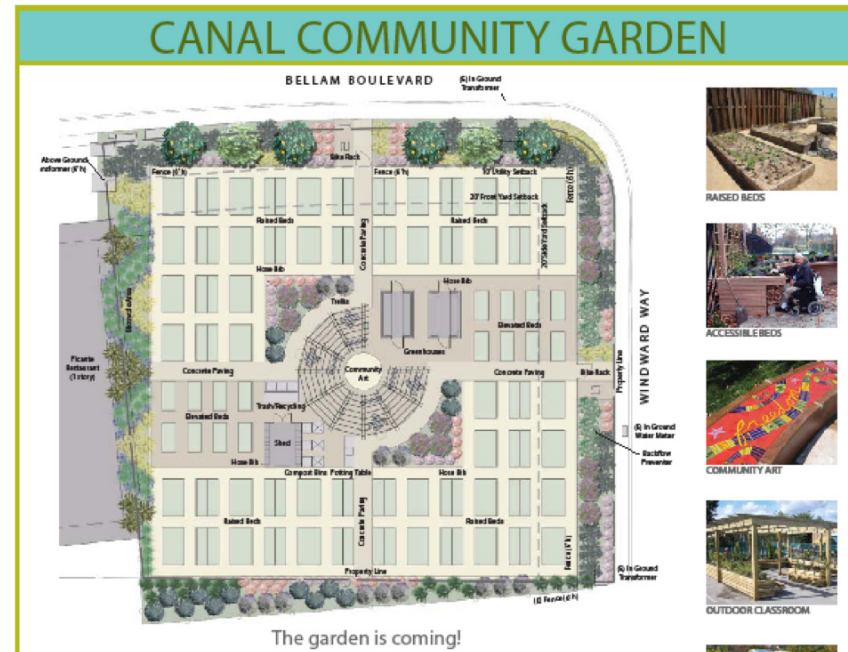 CANAL COMMUNITY GARDEN
BELLAM BOULEVARD
(E) In Ground
Transformer
Above Ground
Bike Rack
Fence (6'h)
Fence (6'h)
10' Utility Setback
Fence (6'h)
20' Front Yard Setback
Raised Beds
Raised Beds
Concrete Paving
20' Side Yard Setback
Hose Bib
Hose Bib
Trellis
Elevated Beds
Greenhouses
WINDWARD WAY
Picante
Restaurant
(1 story)
Concrete Paving
Community
Art
Concrete Paving
Bike Rack
Property Line
Trash/Recycling
Elevated Beds
Shed
(E) In Ground
Water Meter
Backflow
Preventer
Hose Bib
Compost Bins
Potting Table
Hose Bib
Raised Beds
Concrete Paving
Raised Beds
Fence (6'h)
Property Line
(E) In Ground
Transformer
(E) Fence (6'h)
The garden is coming!
RAISED BEDS
ACCESSIBLE BEDS
COMMUNITY ART
OUTDOOR CLASSROOM